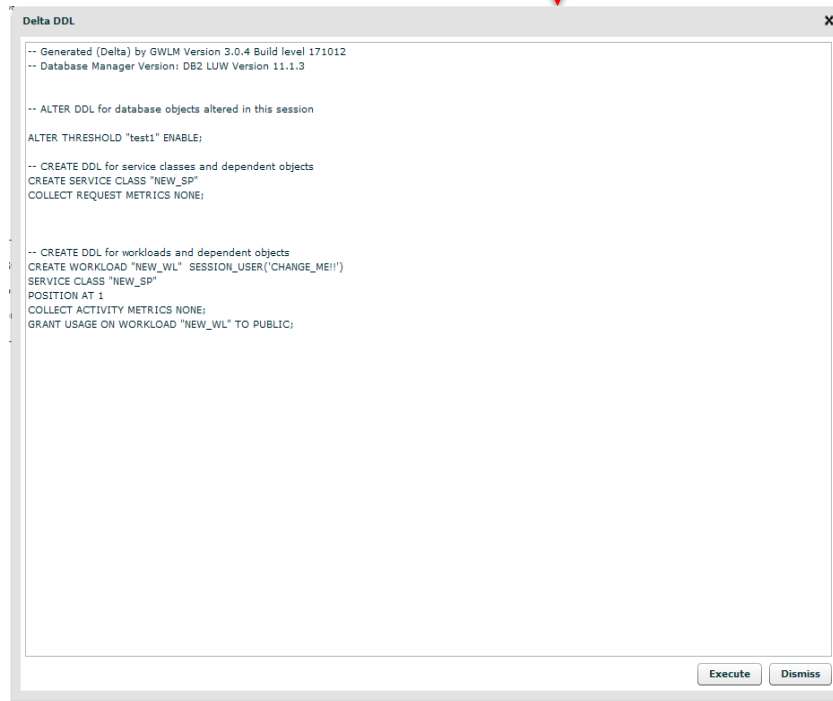 Delta DDL
-- Generated (Delta) by GWLM Version 3.0.4 Build level 171012
-- Database Manager Version: DB2 LUW Version 11.1.3
-- ALTER DDL for database objects altered in this session
ALTER THRESHOLD "test1" ENABLE;
-- CREATE DDL for service classes and dependent objects
CREATE SERVICE CLASS "NEW_SP"
COLLECT REQUEST METRICS NONE;
-- CREATE DDL for workloads and dependent objects
CREATE WORKLOAD "NEW_WL"  SESSION_USER('CHANGE_ME!!')
SERVICE CLASS "NEW_SP"
POSITION AT 1
COLLECT ACTIVITY METRICS NONE;
GRANT USAGE ON WORKLOAD "NEW_WL" TO PUBLIC;
Execute Dismiss